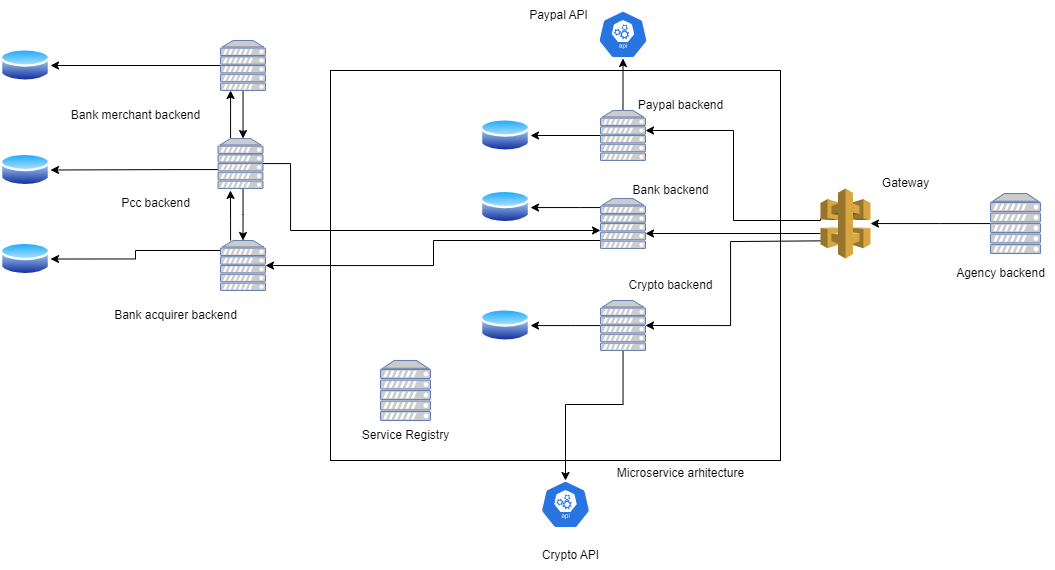 Paypal API
api
Paypal backend
Bank merchant backend
Bank backend
Gateway
Pcc backend
Agency backend
Crypto backend
Bank acquirer backend
Service Registry
Microservice arhitecture
api
Crypto API